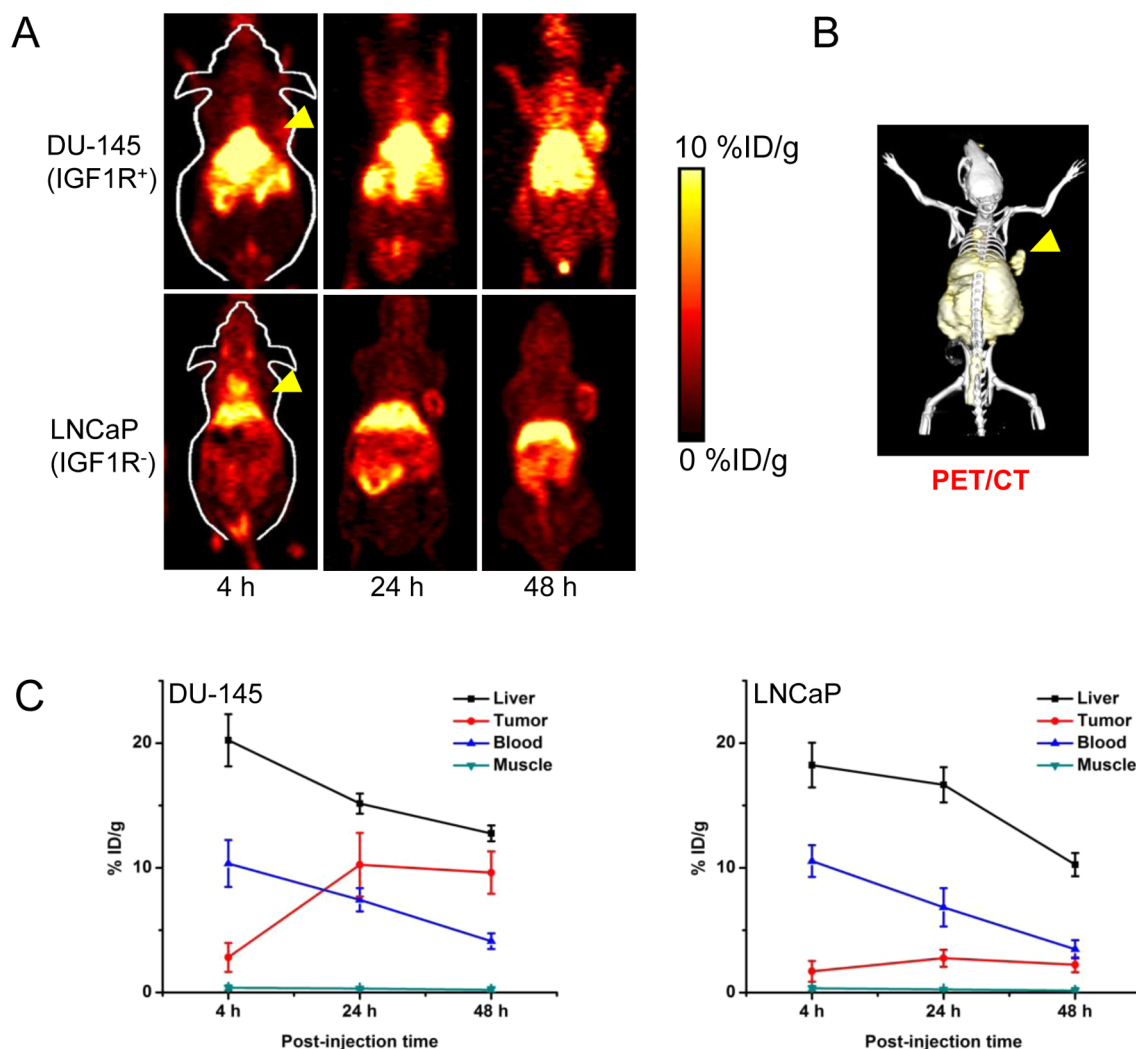 A
B
DU-145
(IGF1R⁺)
10 %ID/g
LNCaP
(IGF1R⁻)
0 %ID/g
PET/CT
4 h
24 h
48 h
C
DU-145
Liver
Tumor
Blood
Muscle
20
10
0
% ID/g
4 h
24 h
48 h
Post-injection time
LNCaP
Liver
Tumor
Blood
Muscle
20
10
0
% ID/g
4 h
24 h
48 h
Post-injection time